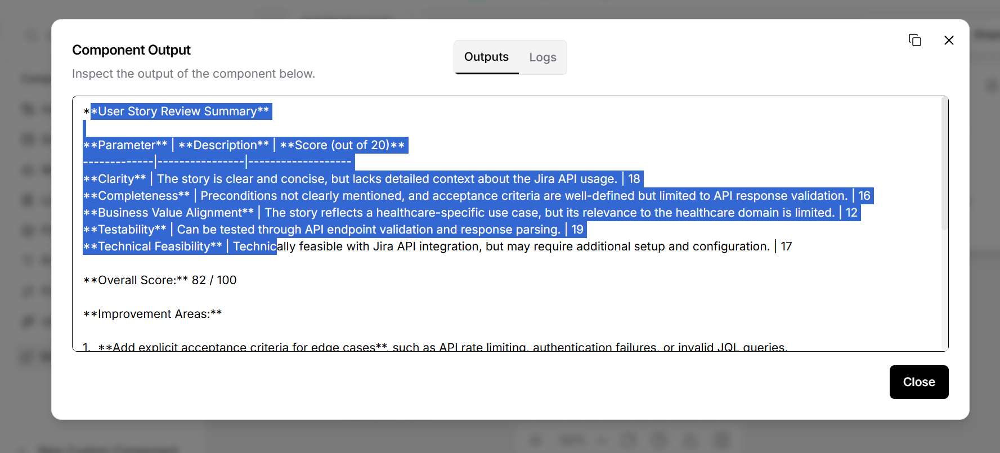 Component Output
Inspect the output of the component below.
Outputs
Logs
**User Story Review Summary**
**Parameter** | **Description** | **Score (out of 20)**
-------------|----------------|-------------------
**Clarity** | The story is clear and concise, but lacks detailed context about the Jira API usage. | 18
**Completeness** | Preconditions not clearly mentioned, and acceptance criteria are well-defined but limited to API response validation. | 16
**Business Value Alignment** | The story reflects a healthcare-specific use case, but its relevance to the healthcare domain is limited. | 12
**Testability** | Can be tested through API endpoint validation and response parsing. | 19
**Technical Feasibility** | Technically feasible with Jira API integration, but may require additional setup and configuration. | 17
**Overall Score:** 82 / 100
**Improvement Areas:**
1. **Add explicit acceptance criteria for edge cases**, such as API rate limiting, authentication failures, or invalid JQL queries.
Close
New Custom Component